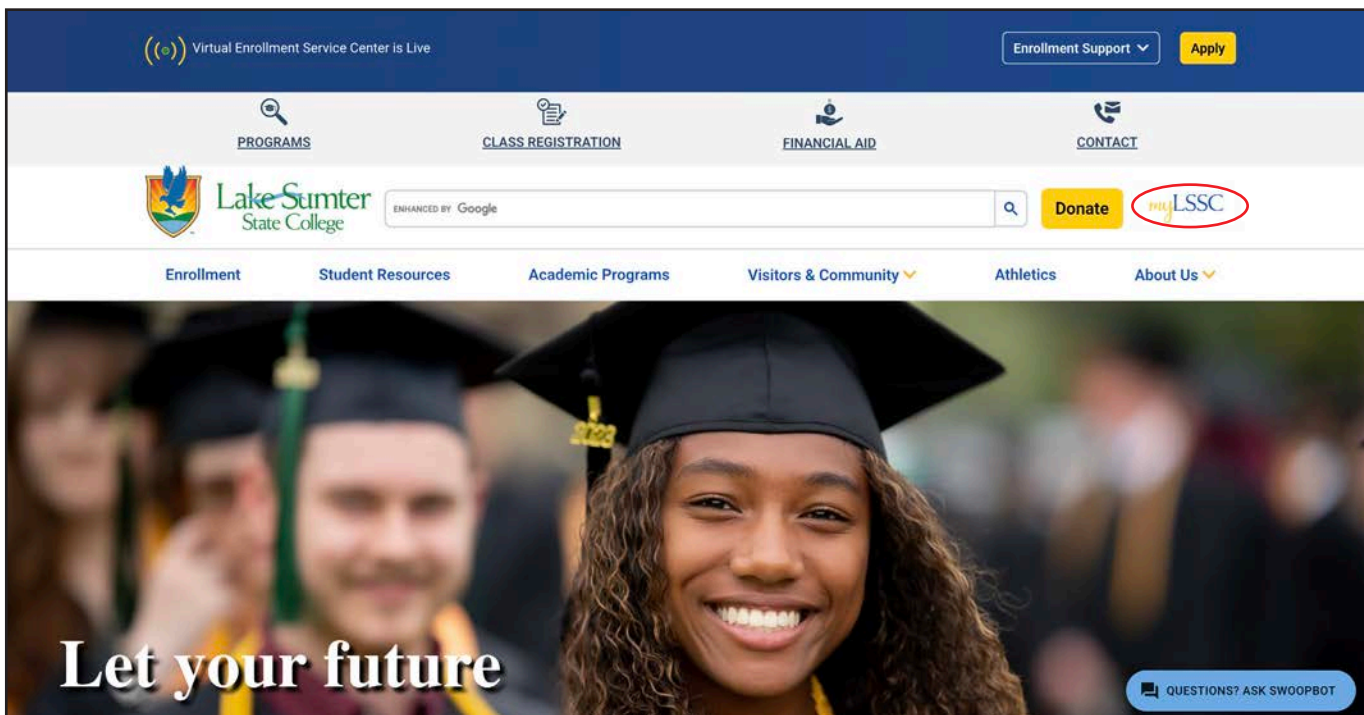 Virtual Enrollment Service Center is Live
Enrollment Support
Apply
PROGRAMS
CLASS REGISTRATION
FINANCIAL AID
CONTACT
Lake Sumter
State College
ENHANCED BY Google
Donate
myLSSC
Enrollment
Student Resources
Academic Programs
Visitors & Community
Athletics
About Us
2023
Let your future
QUESTIONS? ASK SWOOPBOT